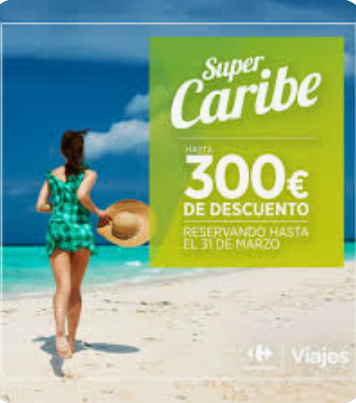 Super
Caribe
HASTA
300€
DE DESCUENTO
RESERVANDO HASTA
EL 31 DE MARZO
Viajes